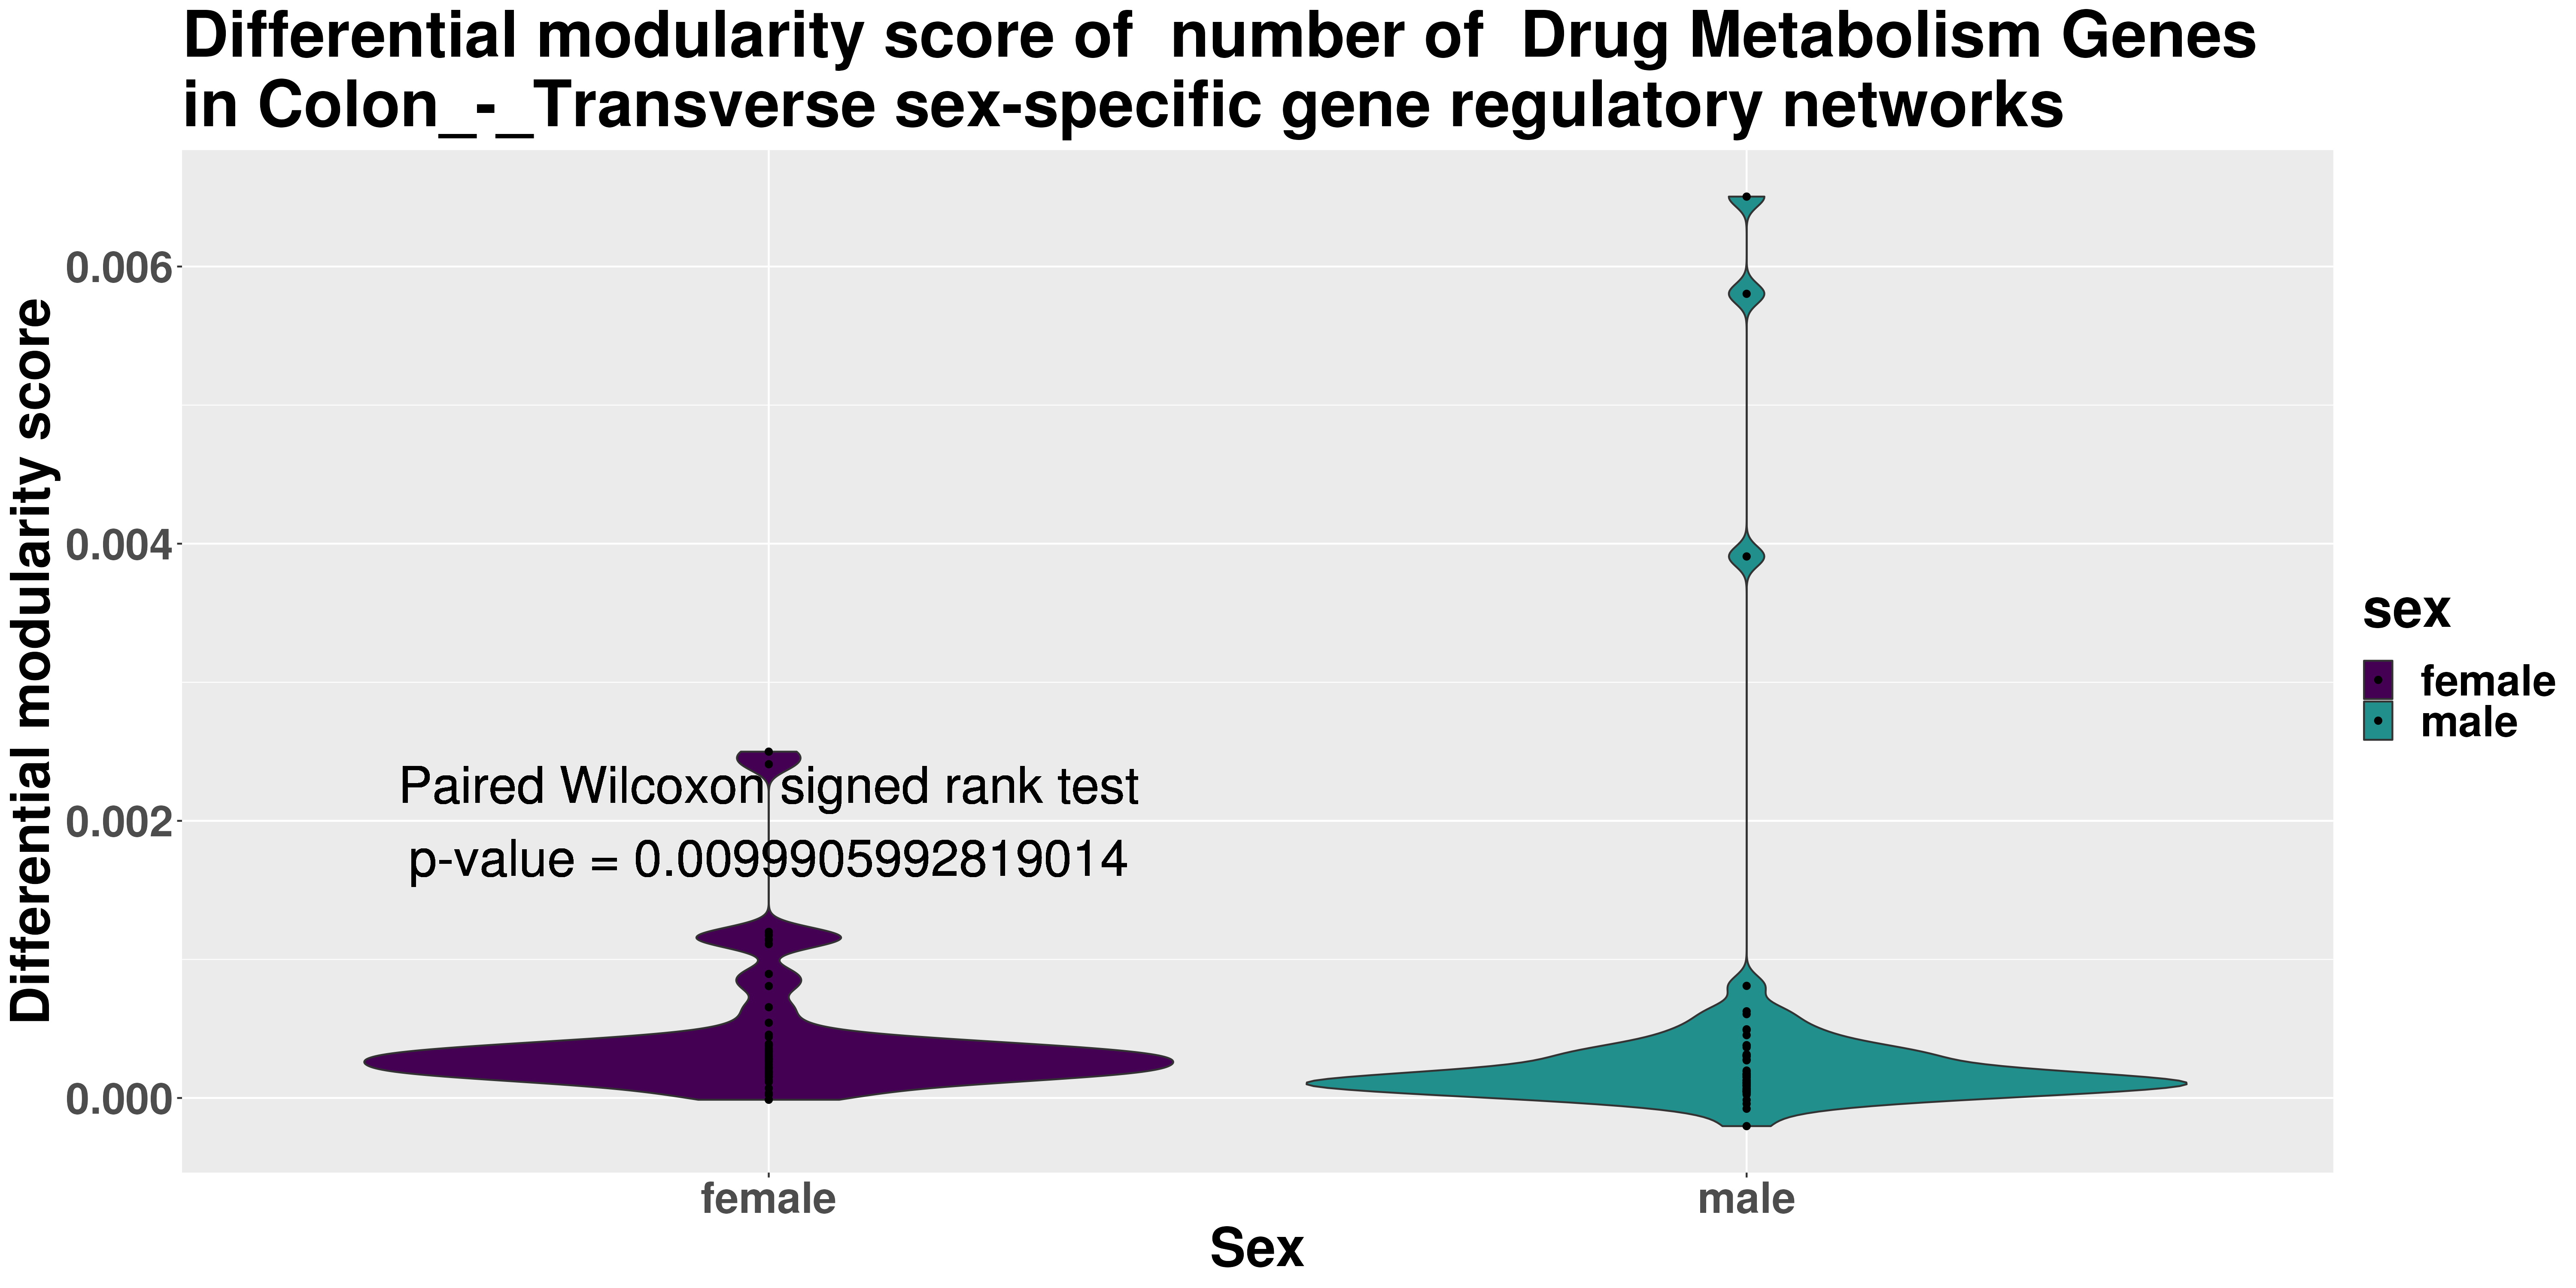 Differential modularity score of  number of  Drug Metabolism Genes
in Colon_-_Transverse sex-specific gene regulatory networks
Differential modularity score
0.006
0.004
0.002
0.000
Paired Wilcoxon signed rank test
p-value = 0.0099905992819014
female
male
Sex
sex
female
male